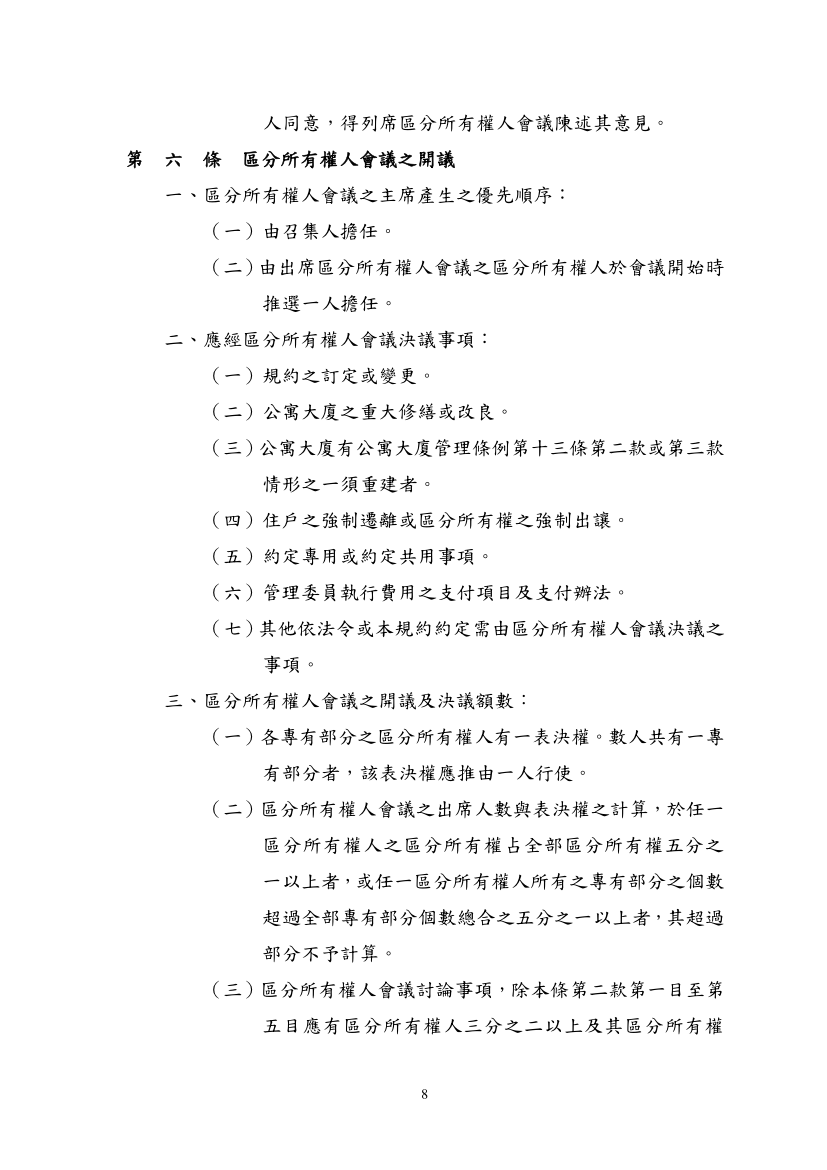 人同意，得列席區分所有權人會議陳述其意見。
第　六　條　區分所有權人會議之開議
一、區分所有權人會議之主席產生之優先順序：
（一）由召集人擔任。
（二）由出席區分所有權人會議之區分所有權人於會議開始時
推選一人擔任。
二、應經區分所有權人會議決議事項：
（一）規約之訂定或變更。
（二）公寓大廈之重大修繕或改良。
（三）公寓大廈有公寓大廈管理條例第十三條第二款或第三款
情形之一須重建者。
（四）住戶之強制遷離或區分所有權之強制出讓。
（五）約定專用或約定共用事項。
（六）管理委員執行費用之支付項目及支付辦法。
（七）其他依法令或本規約約定需由區分所有權人會議決議之
事項。
三、區分所有權人會議之開議及決議額數：
（一）各專有部分之區分所有權人有一表決權。數人共有一專
有部分者，該表決權應推由一人行使。
（二）區分所有權人會議之出席人數與表決權之計算，於任一
區分所有權人之區分所有權占全部區分所有權五分之
一以上者，或任一區分所有權人所有之專有部分之個數
超過全部專有部分個數總合之五分之一以上者，其超過
部分不予計算。
（三）區分所有權人會議討論事項，除本條第二款第一目至第
五目應有區分所有權人三分之二以上及其區分所有權
8